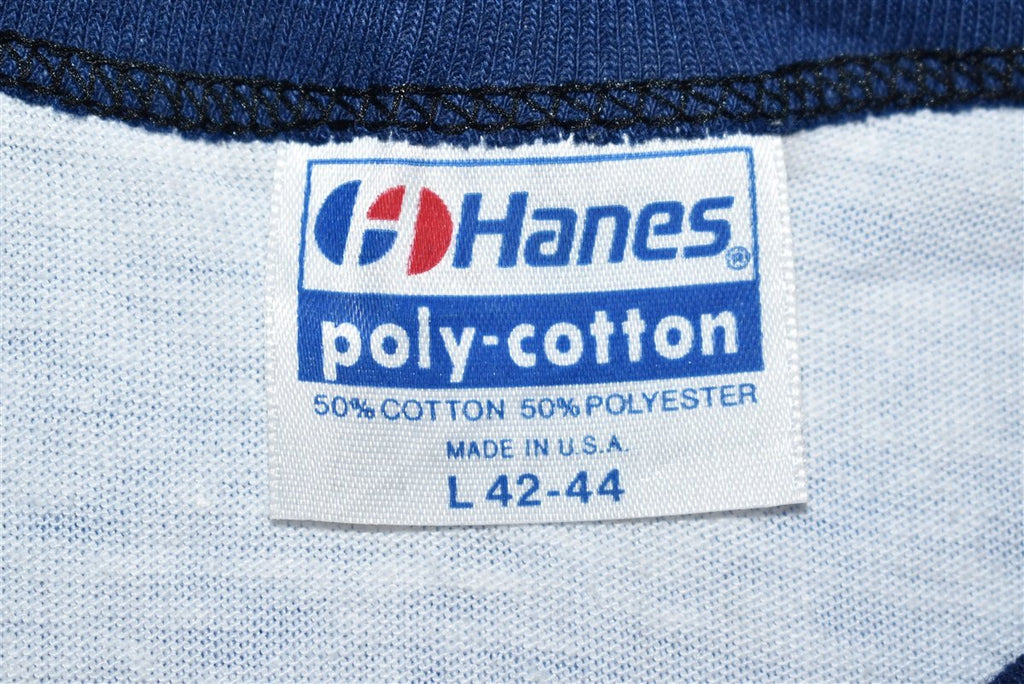 Hanes®
poly-cotton
50% COTTON 50% POLYESTER
MADE IN U.S.A.
L 42-44